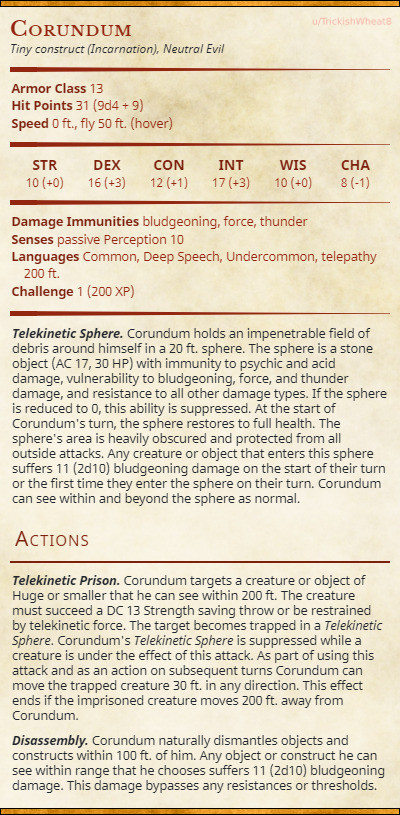 u/TrickishWheat8
Corundum
Tiny construct (Incarnation), Neutral Evil
Armor Class 13
Hit Points 31 (9d4 + 9)
Speed 0 ft., fly 50 ft. (hover)
STR DEX CON INT WIS CHA
10 (+0) 16 (+3) 12 (+1) 17 (+3) 10 (+0) 8 (-1)
Damage Immunities bludgeoning, force, thunder
Senses passive Perception 10
Languages Common, Deep Speech, Undercommon, telepathy
200 ft.
Challenge 1 (200 XP)
Telekinetic Sphere. Corundum holds an impenetrable field of
debris around himself in a 20 ft. sphere. The sphere is a stone
object (AC 17, 30 HP) with immunity to psychic and acid
damage, vulnerability to bludgeoning, force, and thunder
damage, and resistance to all other damage types. If the sphere
is reduced to 0, this ability is suppressed. At the start of
Corundum's turn, the sphere restores to full health. The
sphere's area is heavily obscured and protected from all
outside attacks. Any creature or object that enters this sphere
suffers 11 (2d10) bludgeoning damage on the start of their turn
or the first time they enter the sphere on their turn. Corundum
can see within and beyond the sphere as normal.
Actions
Telekinetic Prison. Corundum targets a creature or object of
Huge or smaller that he can see within 200 ft. The creature
must succeed a DC 13 Strength saving throw or be restrained
by telekinetic force. The target becomes trapped in a Telekinetic
Sphere. Corundum's Telekinetic Sphere is suppressed while a
creature is under the effect of this attack. As part of using this
attack and as an action on subsequent turns Corundum can
move the trapped creature 30 ft. in any direction. This effect
ends if the imprisoned creature moves 200 ft. away from
Corundum.
Disassembly. Corundum naturally dismantles objects and
constructs within 100 ft. of him. Any object or construct he can
see within range that he chooses suffers 11 (2d10) bludgeoning
damage. This damage bypasses any resistances or thresholds.